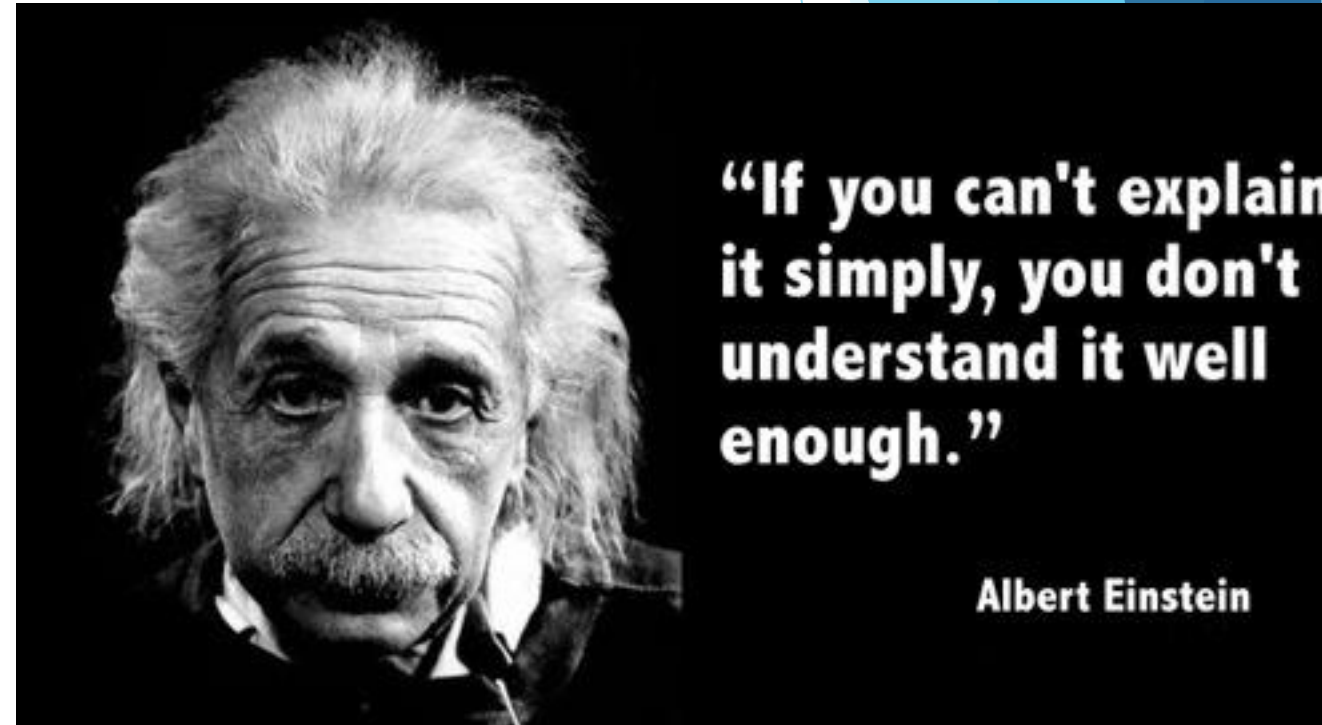 “If you can't explain
it simply, you don't
understand it well
enough.”
Albert Einstein